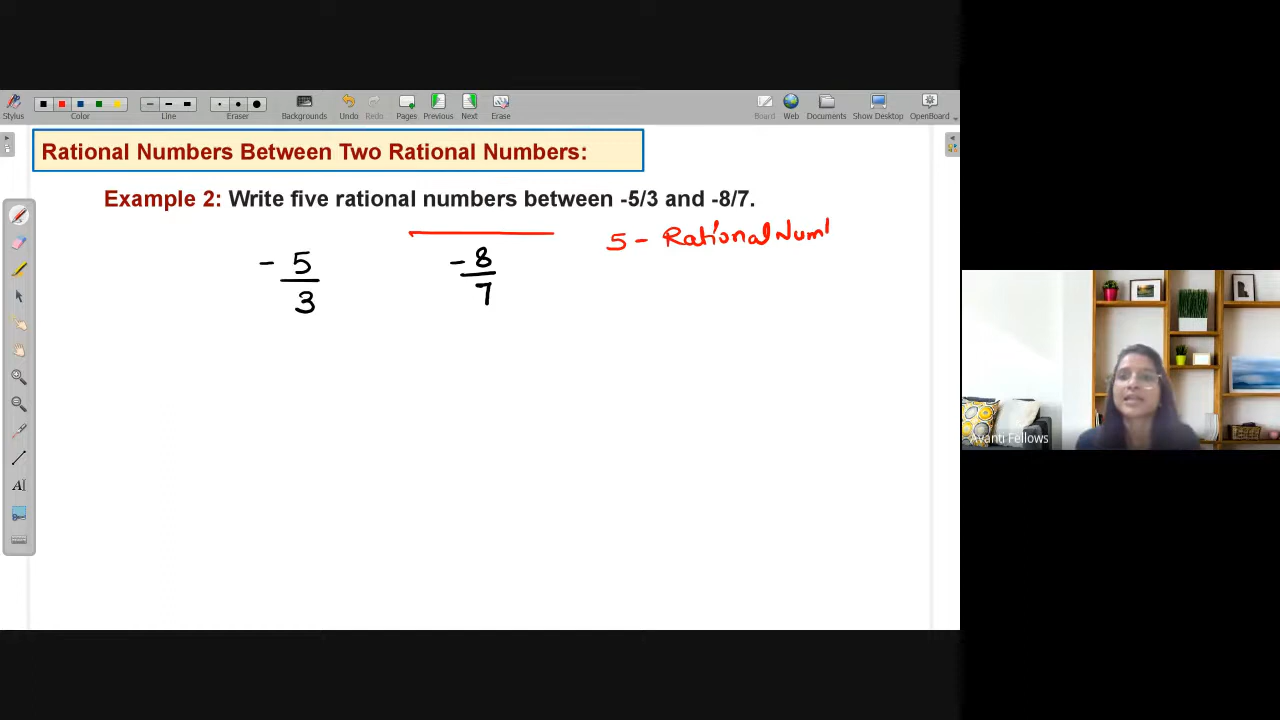 Stylus Color Line Eraser Backgrounds Undo Redo Pages Previous Next Erase Board Web Documents Show Desktop OpenBoard
Rational Numbers Between Two Rational Numbers:
Example 2: Write five rational numbers between -5/3 and -8/7.
5 - Rational Num
- 5/3
- 8/7
Avanti Fellows